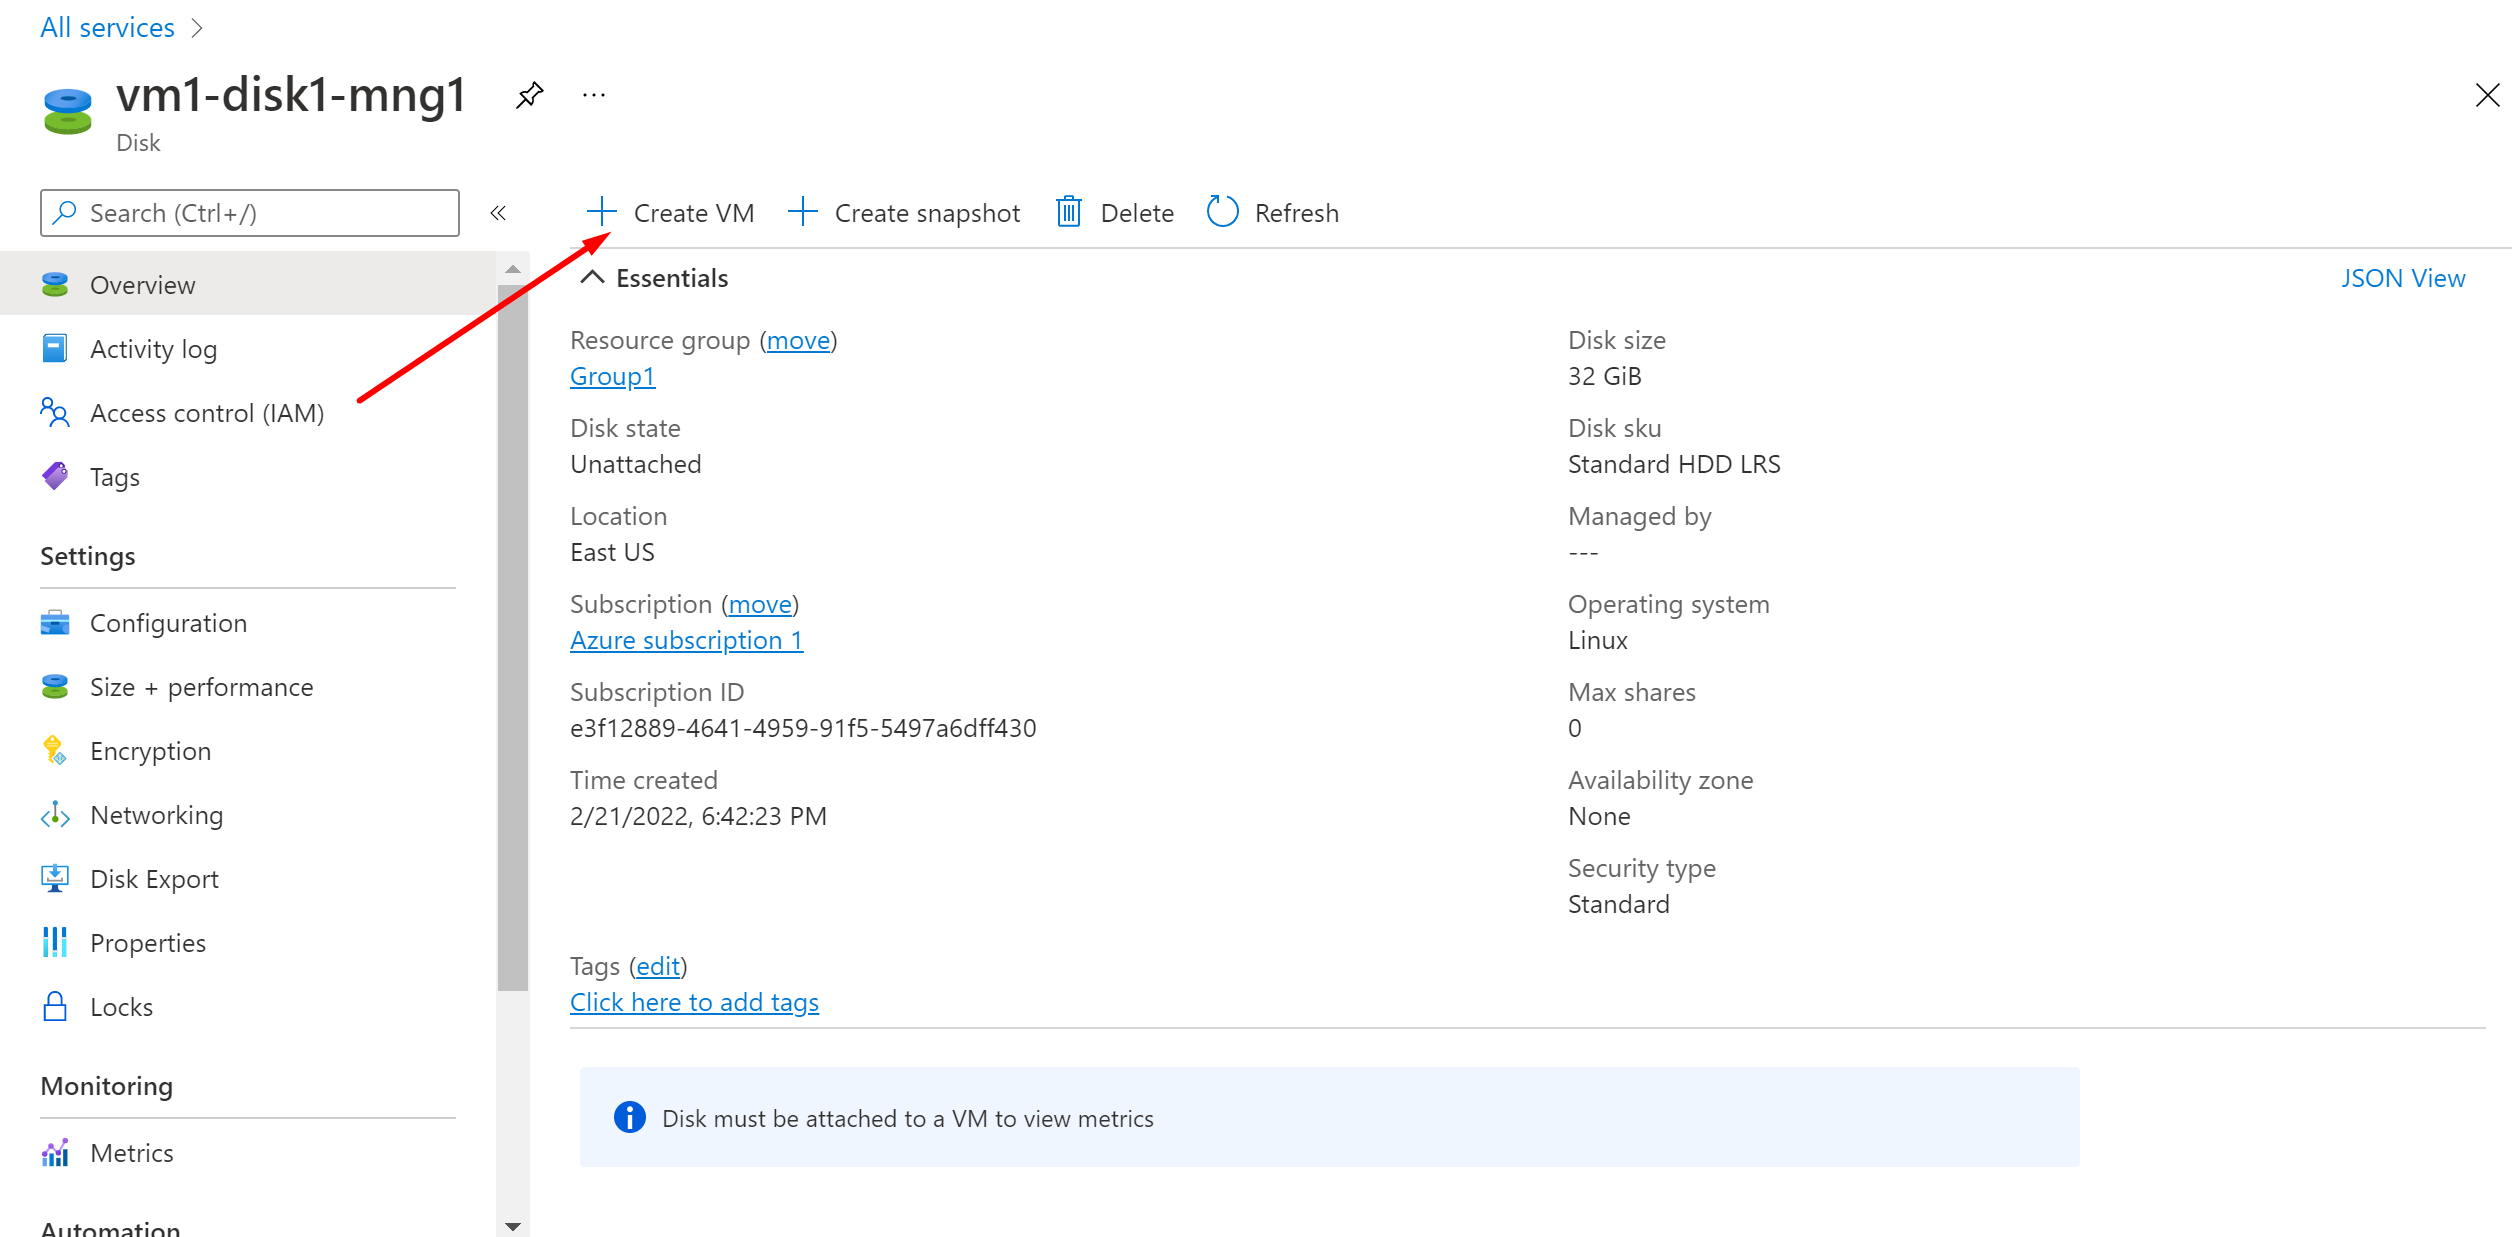 All services
vm1-disk1-mng1
Disk
Search (Ctrl+/)
Create VM
Create snapshot
Delete
Refresh
Overview
Activity log
Access control (IAM)
Tags
Settings
Configuration
Size + performance
Encryption
Networking
Disk Export
Properties
Locks
Monitoring
Metrics
Automation
Essentials
JSON View
Resource group (move)
Group1
Disk state
Unattached
Location
East US
Subscription (move)
Azure subscription 1
Subscription ID
e3f12889-4641-4959-91f5-5497a6dff430
Time created
2/21/2022, 6:42:23 PM
Disk size
32 GiB
Disk sku
Standard HDD LRS
Managed by
---
Operating system
Linux
Max shares
0
Availability zone
None
Security type
Standard
Tags (edit)
Click here to add tags
Disk must be attached to a VM to view metrics